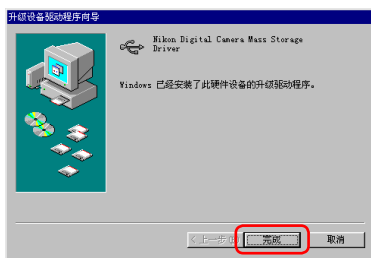 升级设备驱动程序向导
Nikon Digital Camera Mass Storage
Driver
Windows 已经安装了此硬件设备的升级驱动程序。
< 上一步(B)
完成
取消